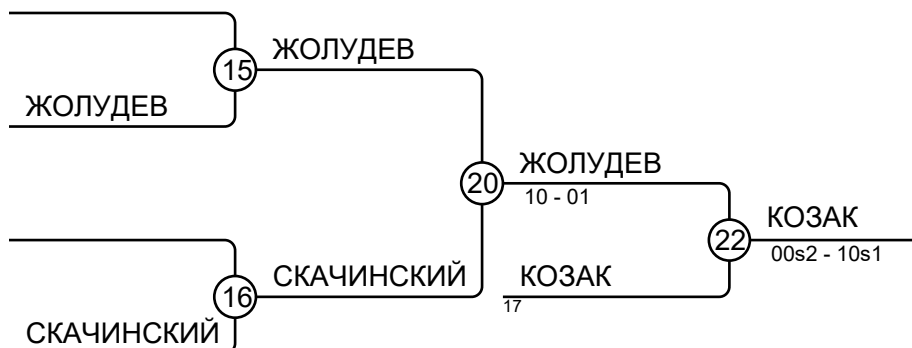 ЖОЛУДЕВ
15
ЖОЛУДЕВ
ЖОЛУДЕВ
20
10 - 01
КОЗАК
22
00s2 - 10s1
СКАЧИНСКИЙ
КОЗАК
16
17
СКАЧИНСКИЙ